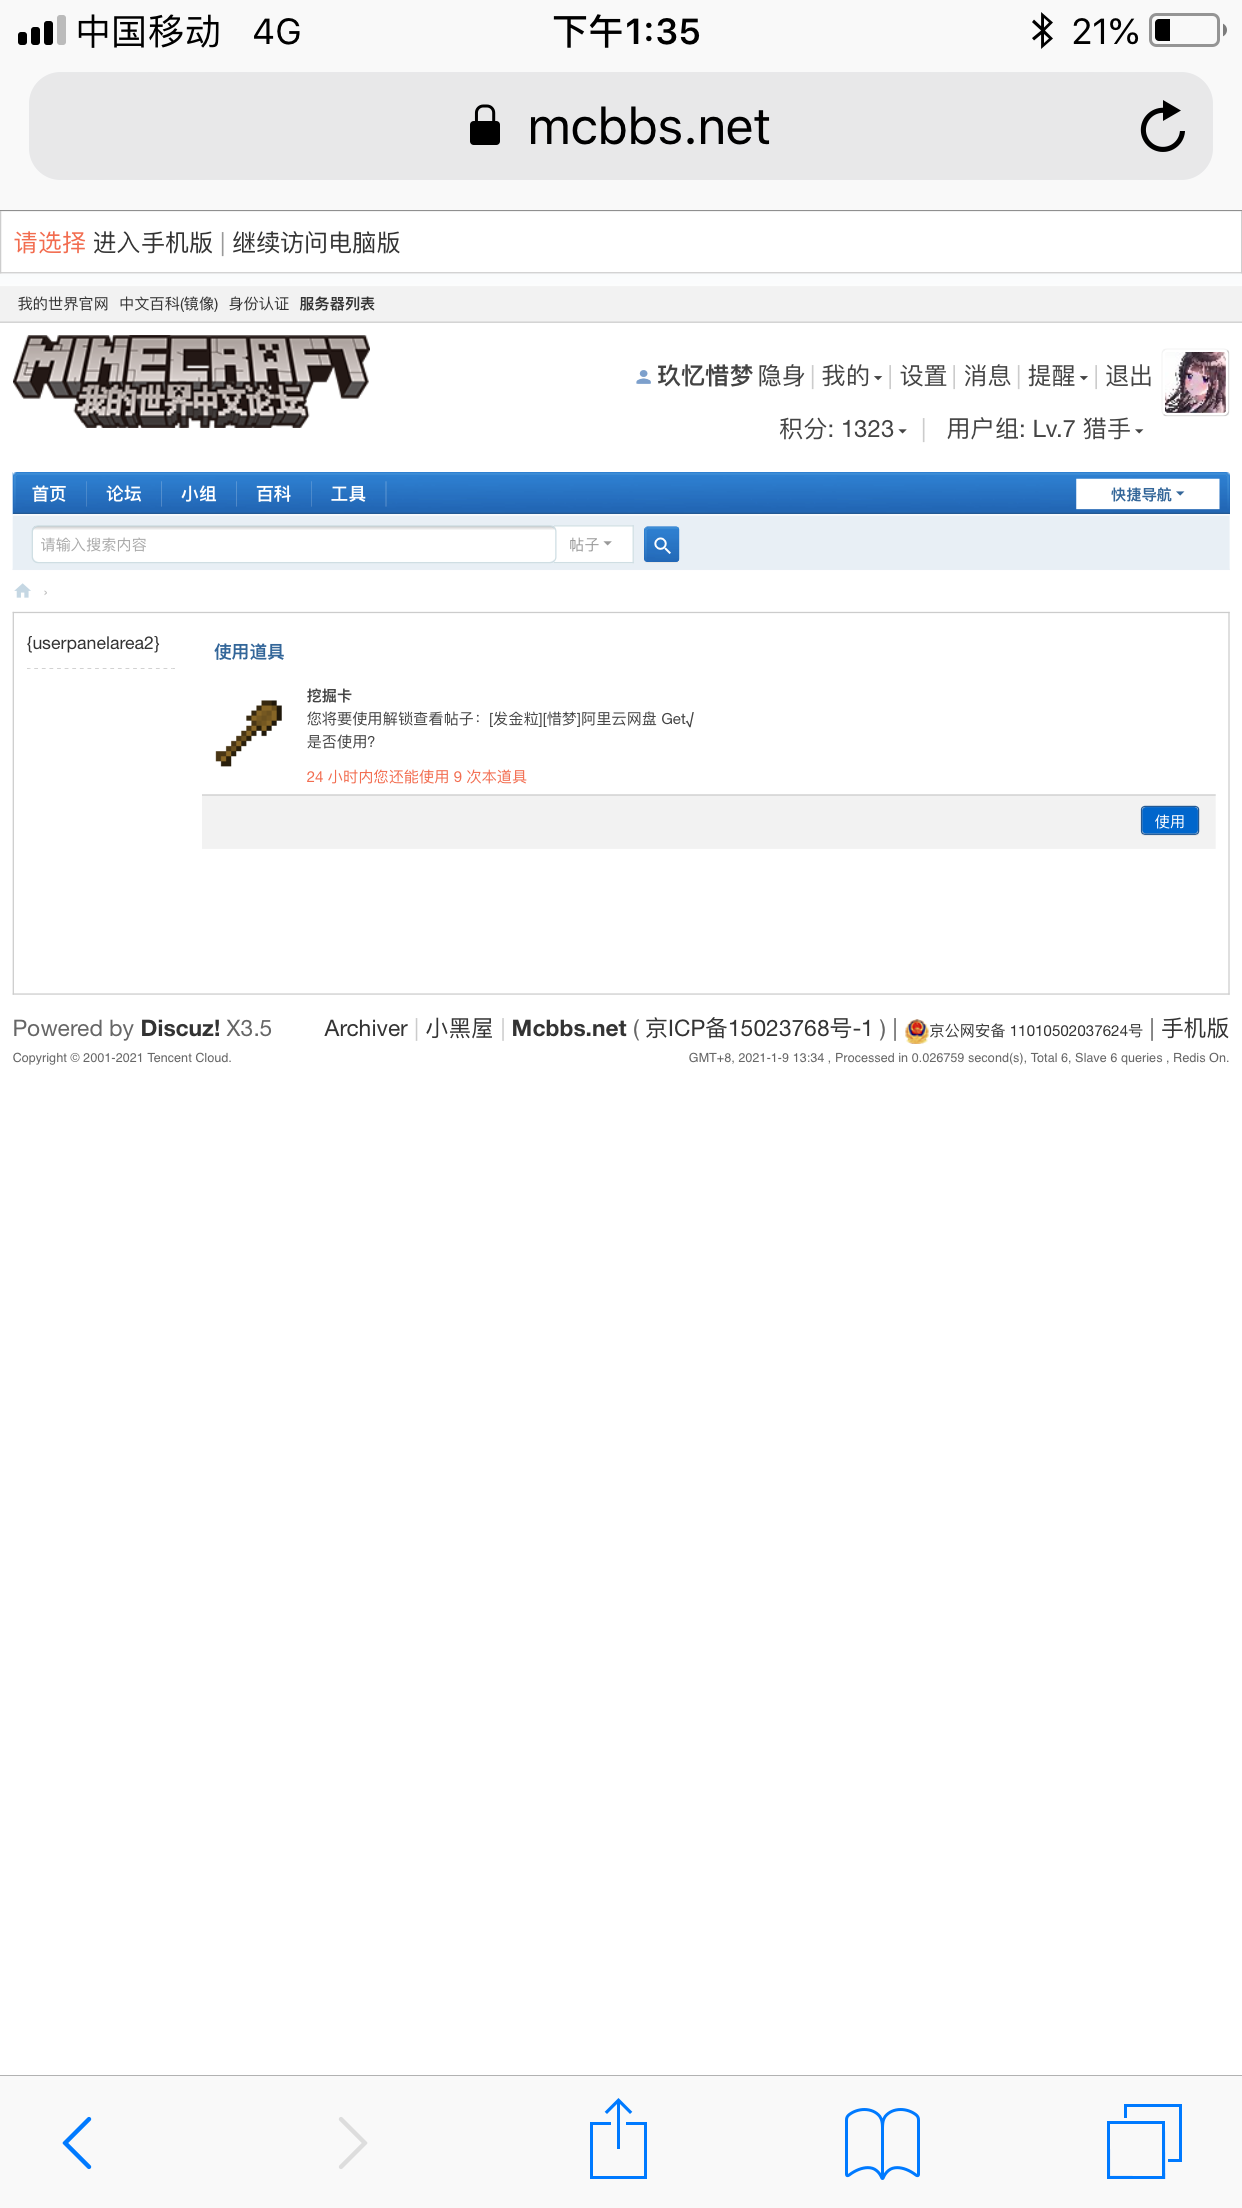 中国移动 4G 下午1:35 21%
mcbbs.net
请选择 进入手机版 | 继续访问电脑版
我的世界官网 中文百科(镜像) 身份认证 服务器列表
MINECRAFT
我的世界中文论坛
玖忆惜梦 隐身 | 我的 | 设置 | 消息 | 提醒 | 退出
积分: 1323 | 用户组: Lv.7 猎手
首页 论坛 小组 百科 工具 快捷导航
请输入搜索内容 帖子
›
{userpanelarea2}
使用道具
挖掘卡
您将要使用解锁查看帖子：[发金粒][惜梦]阿里云网盘 Get√
是否使用?
24 小时内您还能使用 9 次本道具
使用
Powered by Discuz! X3.5 Archiver | 小黑屋 | Mcbbs.net ( 京ICP备15023768号-1 ) | 京公网安备 11010502037624号 | 手机版
Copyright © 2001-2021 Tencent Cloud. GMT+8, 2021-1-9 13:34 , Processed in 0.026759 second(s), Total 6, Slave 6 queries , Redis On.